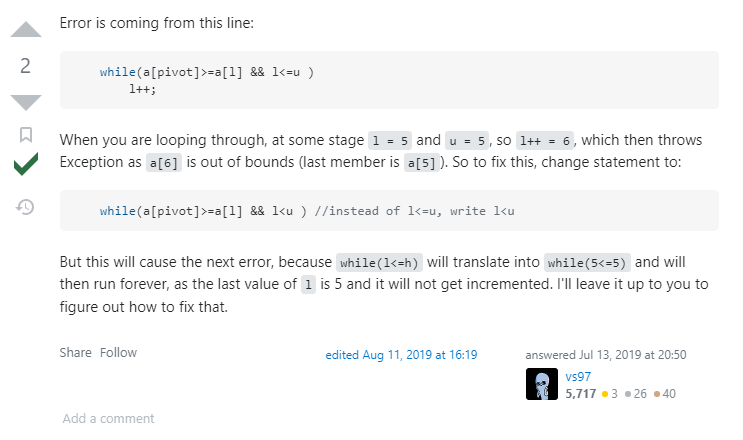 Error is coming from this line:
2
while(a[pivot]>=a[l] && l<=u )
l++;
When you are looping through, at some stage l = 5 and u = 5, so l++ = 6, which then throws
Exception as a[6] is out of bounds (last member is a[5]). So to fix this, change statement to:
while(a[pivot]>=a[l] && l<u ) //instead of l<=u, write l<u
But this will cause the next error, because while(l<=h) will translate into while(5<=5) and will
then run forever, as the last value of l is 5 and it will not get incremented. I'll leave it up to you to
figure out how to fix that.
Share Follow
edited Aug 11, 2019 at 16:19
answered Jul 13, 2019 at 20:50
vs97
5,717 3 26 40
Add a comment